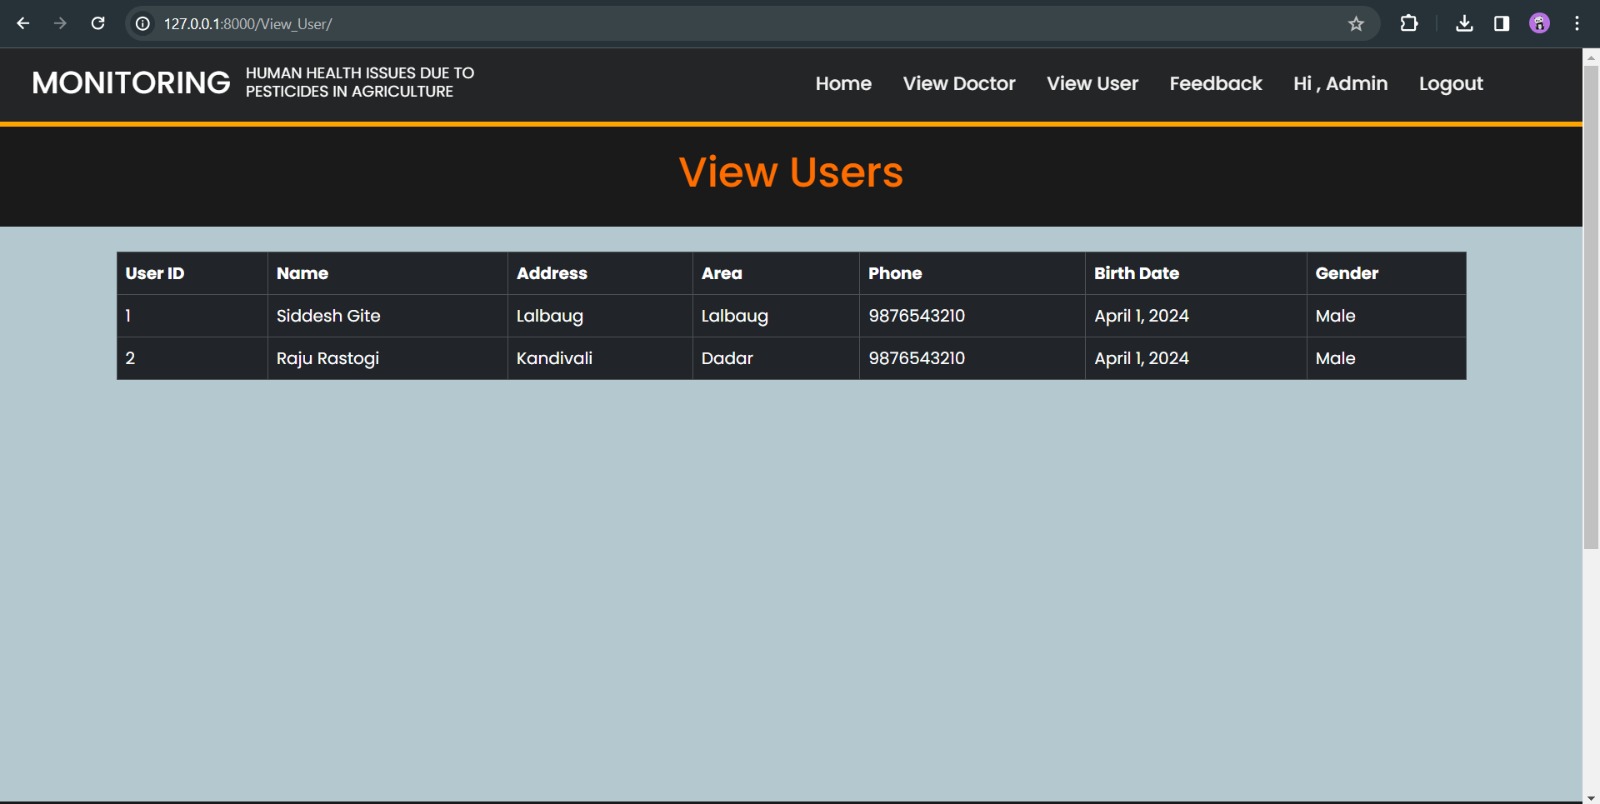 127.0.0.1:8000/View_User/
MONITORING HUMAN HEALTH ISSUES DUE TO
PESTICIDES IN AGRICULTURE
Home View Doctor View User Feedback Hi , Admin Logout
View Users
User ID Name Address Area Phone Birth Date Gender
1 Siddesh Gite Lalbaug Lalbaug 9876543210 April 1, 2024 Male
2 Raju Rastogi Kandivali Dadar 9876543210 April 1, 2024 Male